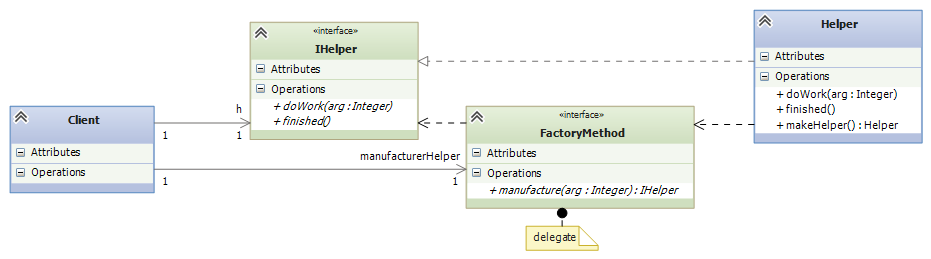 «interface»
IHelper
Attributes
Operations
+ doWork(arg : Integer)
+ finished()
Helper
Attributes
Operations
+ doWork(arg : Integer)
+ finished()
+ makeHelper() : Helper
Client
Attributes
Operations
h
1
1
manufacturerHelper
1
1
«interface»
FactoryMethod
Attributes
Operations
+ manufacture(arg : Integer) : IHelper
delegate